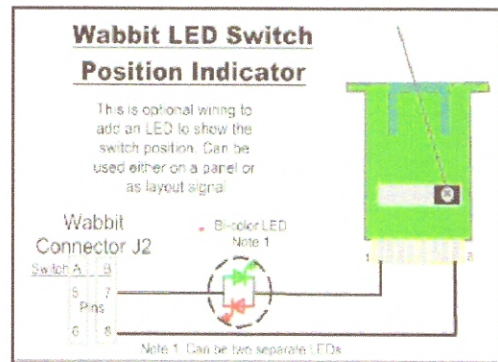 Wabbit LED Switch
Position Indicator
This is optional wiring to
add an LED to show the
switch position. Can be
used either on a panel or
as layout signal
Wabbit
Connector J2
Bi-color LED
Note 1
Switch A B
5 7
Pins
6 8
1 8
Note 1 Can be two separate LEDs